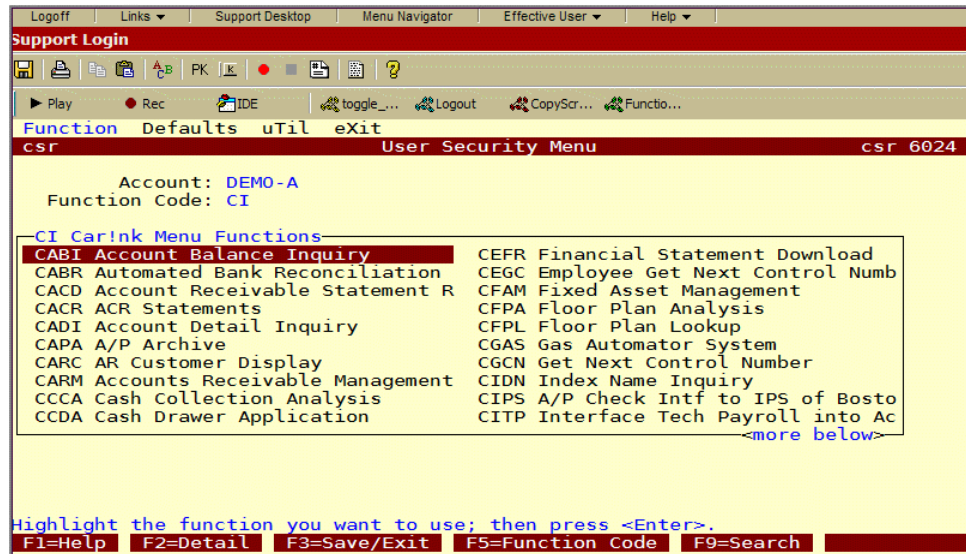 Logoff Links Support Desktop Menu Navigator Effective User Help
Support Login
ABC PK K ?
Play Rec IDE toggle_... Logout CopyScr... Functio...
Function Defaults uTil eXit
csr User Security Menu csr 6024
Account: DEMO-A
Function Code: CI
CI Car!nk Menu Functions
CABI Account Balance Inquiry CEFR Financial Statement Download
CABR Automated Bank Reconciliation CEGC Employee Get Next Control Numb
CACD Account Receivable Statement R CFAM Fixed Asset Management
CACR ACR Statements CFPA Floor Plan Analysis
CADI Account Detail Inquiry CFPL Floor Plan Lookup
CAPA A/P Archive CGAS Gas Automator System
CARC AR Customer Display CGCN Get Next Control Number
CARM Accounts Receivable Management CIDN Index Name Inquiry
CCCA Cash Collection Analysis CIPS A/P Check Intf to IPS of Bosto
CCDA Cash Drawer Application CITP Interface Tech Payroll into Ac
<more below>
Highlight the function you want to use; then press <Enter>.
F1=Help F2=Detail F3=Save/Exit F5=Function Code F9=Search